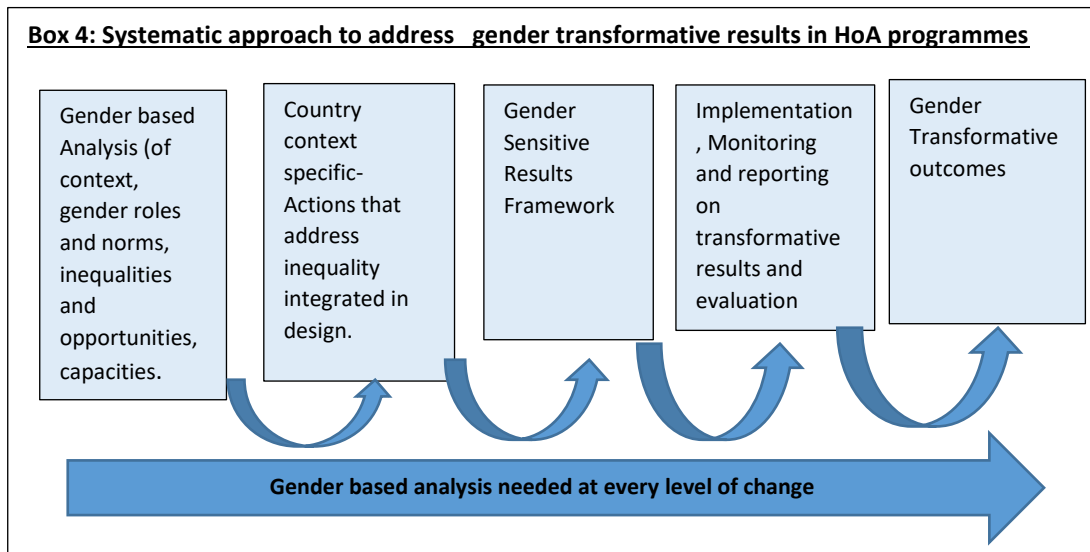 Box 4: Systematic approach to address gender transformative results in HoA programmes
Gender based
Analysis (of
context,
gender roles
and norms,
inequalities
and
opportunities,
capacities.
Country
context
specific-
Actions that
address
inequality
integrated in
design.
Gender
Sensitive
Results
Framework
Implementation
, Monitoring
and reporting
on
transformative
results and
evaluation
Gender
Transformative
outcomes
Gender based analysis needed at every level of change